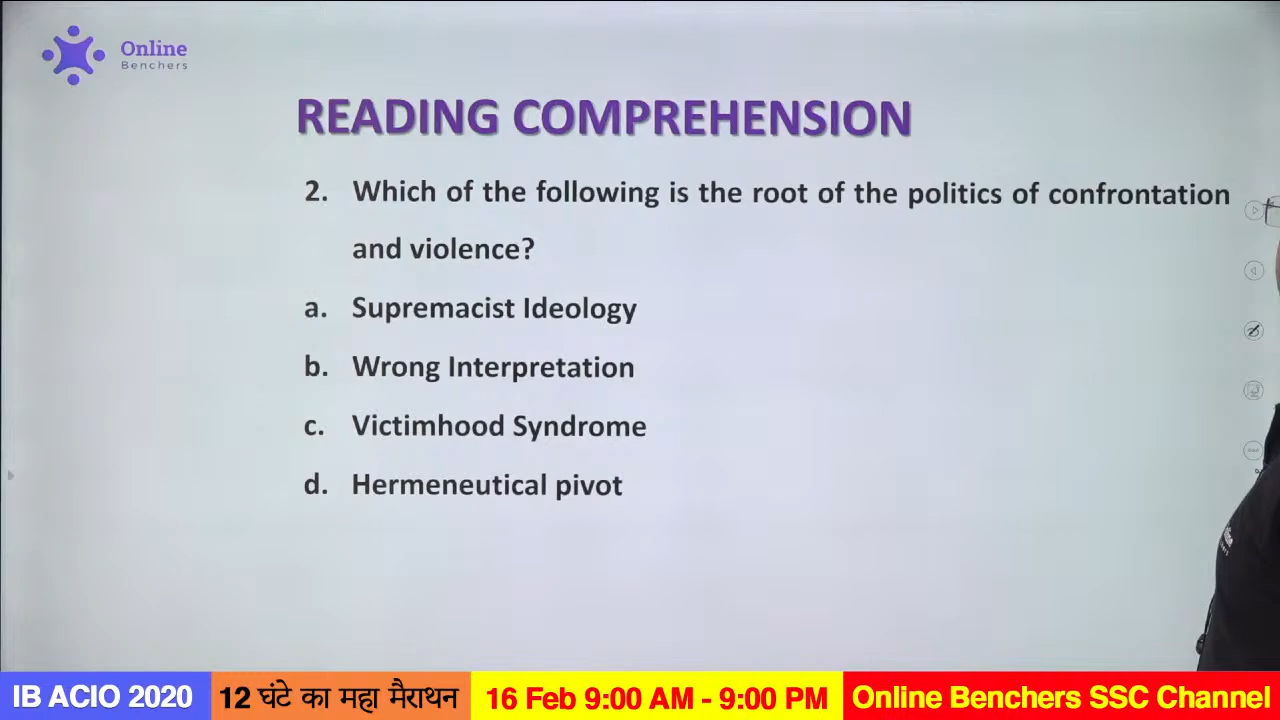 Online
Benchers
READING COMPREHENSION
2. Which of the following is the root of the politics of confrontation
and violence?
a. Supremacist Ideology
b. Wrong Interpretation
c. Victimhood Syndrome
d. Hermeneutical pivot
IB ACIO 2020 12 घंटे का महा मैराथन 16 Feb 9:00 AM - 9:00 PM Online Benchers SSC Channel